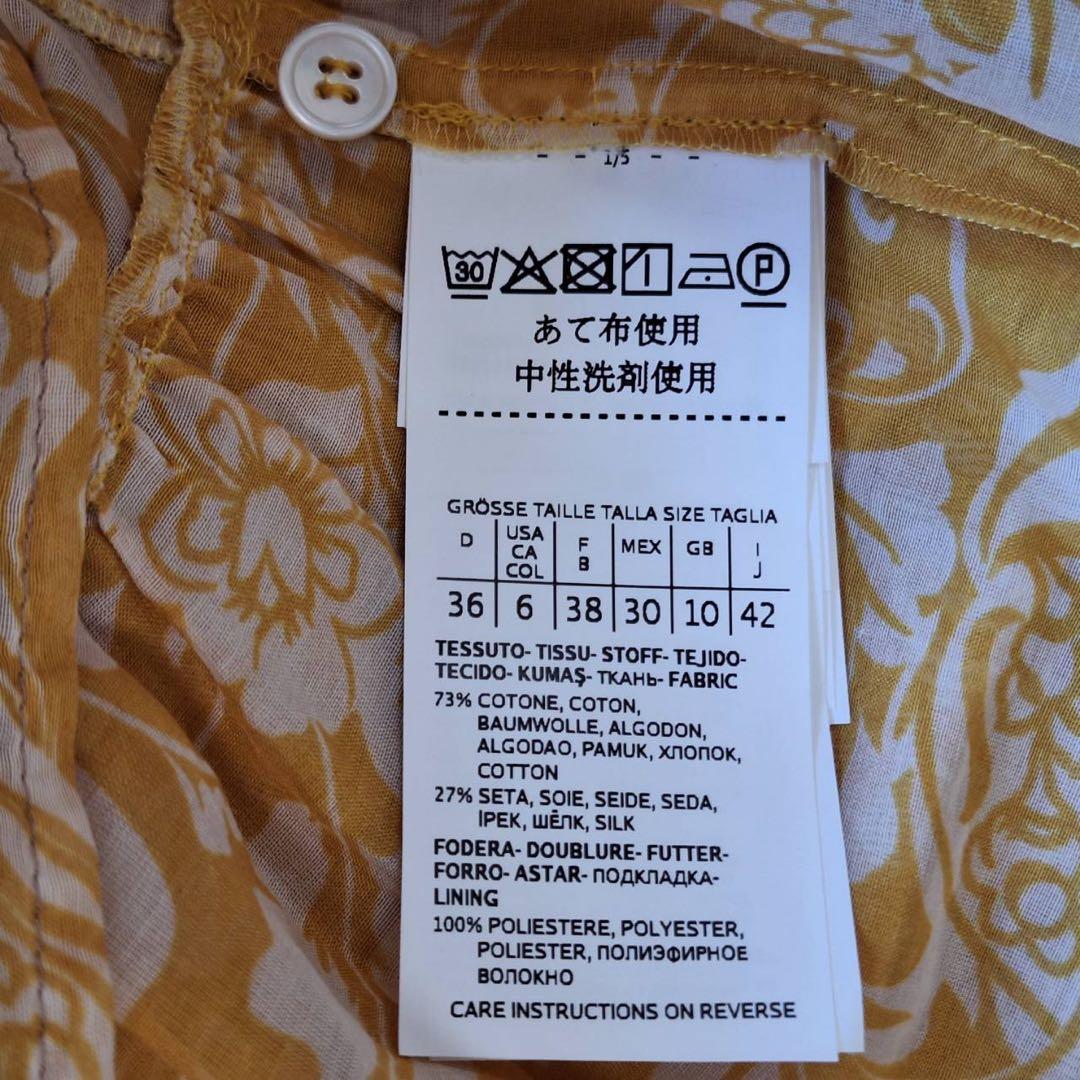 - - 1/5 - -
30 P
あて布使用
中性洗剤使用
GRÖSSE TAILLE TALLA SIZE TAGLIA
D USA CA COL F B MEX GB I J
36 6 38 30 10 42
TESSUTO- TISSU- STOFF- TEJIDO-
TECIDO- KUMAŞ- ТКАНЬ- FABRIC
73% COTONE, COTON,
BAUMWOLLE, ALGODON,
ALGODAO, PAMUK, ХЛОПОК,
COTTON
27% SETA, SOIE, SEIDE, SEDA,
İPEK, ШЁЛК, SILK
FODERA- DOUBLURE- FUTTER-
FORRO- ASTAR- ПОДКЛАДКА-
LINING
100% POLIESTERE, POLYESTER,
POLIESTER, ПОЛИЭФИРНОЕ
ВОЛОКНО
CARE INSTRUCTIONS ON REVERSE